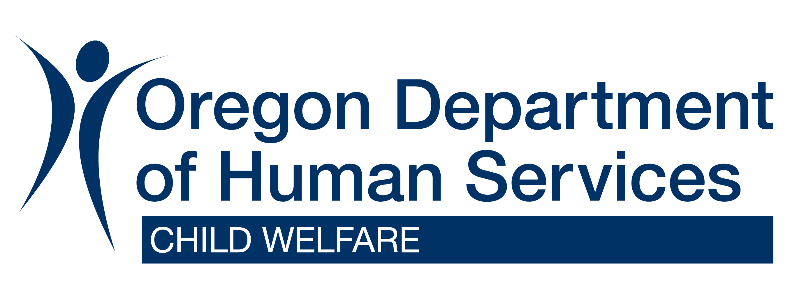 Oregon Department
of Human Services
CHILD WELFARE